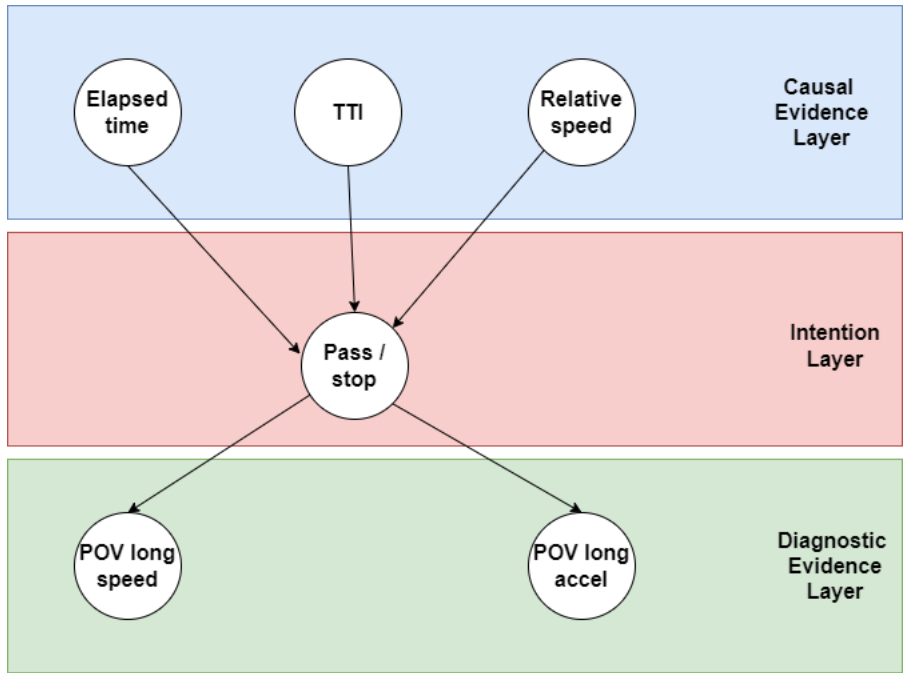 Elapsed
time
TTI
Relative
speed
Causal
Evidence
Layer
Pass /
stop
Intention
Layer
POV long
speed
POV long
accel
Diagnostic
Evidence
Layer